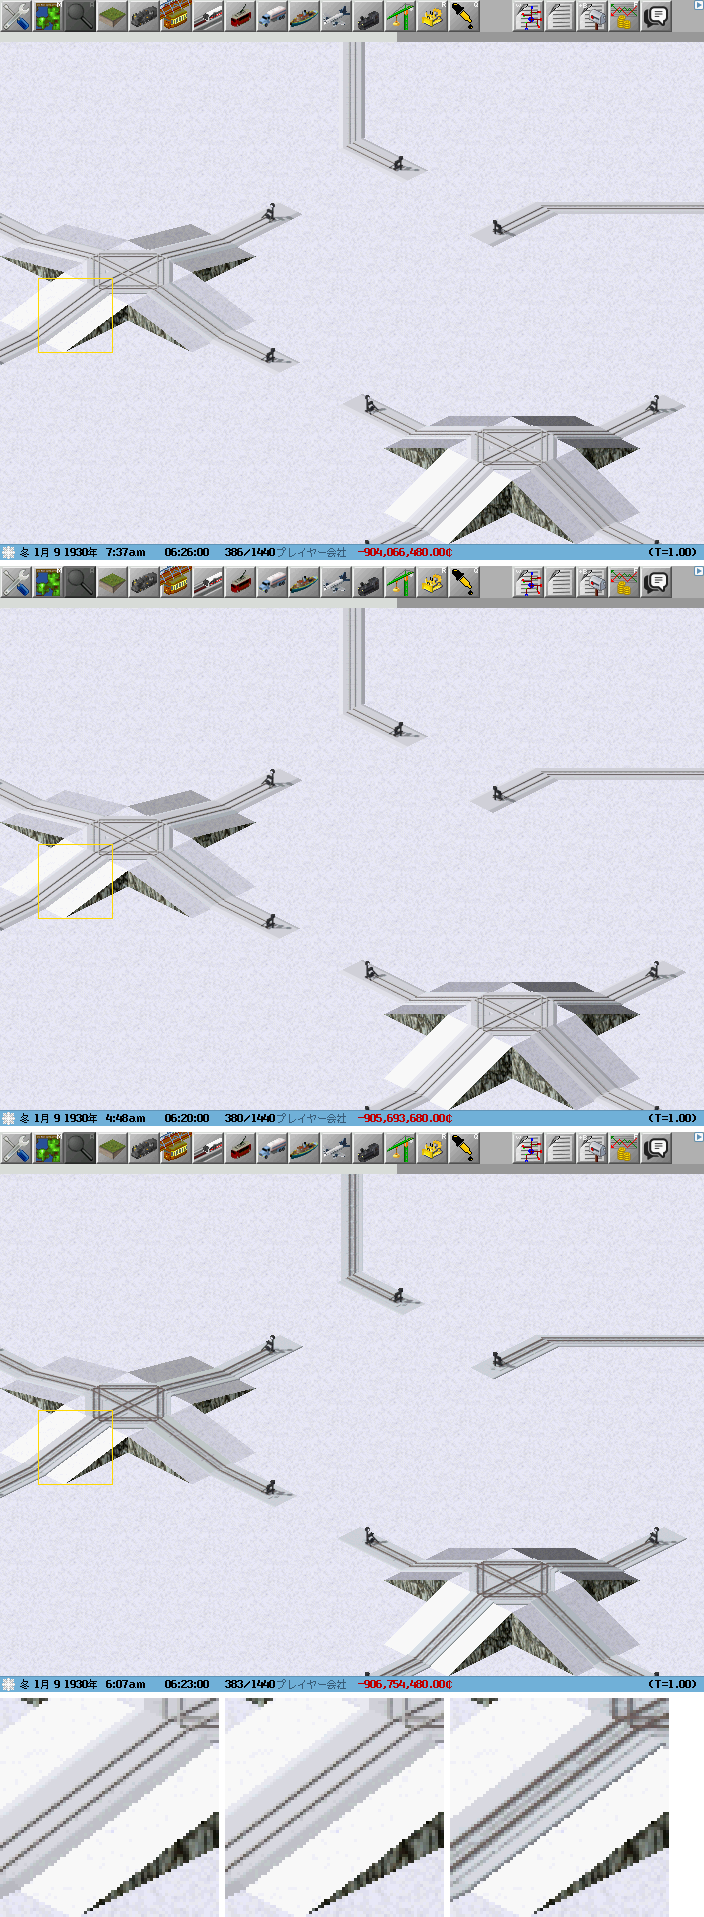 冬 1月 9 1930年 7:37am 06:26:00 386/1440 プレイヤー会社 -904,066,480.00¢ (T=1.00)
冬 1月 9 1930年 4:48am 06:20:00 380/1440 プレイヤー会社 -905,693,680.00¢ (T=1.00)
冬 1月 9 1930年 6:07am 06:23:00 383/1440 プレイヤー会社 -906,754,480.00¢ (T=1.00)